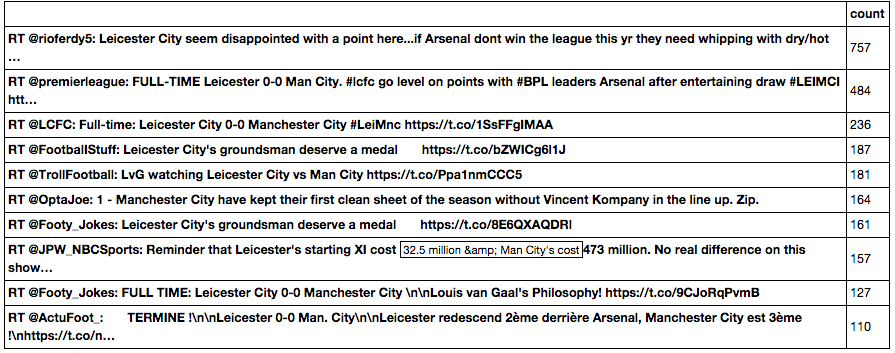 count
RT @rioferdy5: Leicester City seem disappointed with a point here...if Arsenal dont win the league this yr they need whipping with dry/hot
…
757
RT @premierleague: FULL-TIME Leicester 0-0 Man City. #lcfc go level on points with #BPL leaders Arsenal after entertaining draw #LEIMCI
htt…
484
RT @LCFC: Full-time: Leicester City 0-0 Manchester City #LeiMnc https://t.co/1SsFFgIMAA
236
RT @FootballStuff: Leicester City's groundsman deserve a medal https://t.co/bZWICg6l1J
187
RT @TrollFootball: LvG watching Leicester City vs Man City https://t.co/Ppa1nmCCC5
181
RT @OptaJoe: 1 - Manchester City have kept their first clean sheet of the season without Vincent Kompany in the line up. Zip.
164
RT @Footy_Jokes: Leicester City's groundsman deserve a medal https://t.co/8E6QXAQDRl
161
RT @JPW_NBCSports: Reminder that Leicester's starting XI cost 32.5 million &amp; Man City's cost 473 million. No real difference on this
show…
157
RT @Footy_Jokes: FULL TIME: Leicester City 0-0 Manchester City \n\nLouis van Gaal's Philosophy! https://t.co/9CJoRqPvmB
127
RT @ActuFoot_: TERMINE !\n\nLeicester 0-0 Man. City\n\nLeicester redescend 2ème derrière Arsenal, Manchester City est 3ème
!\nhttps://t.co/n…
110